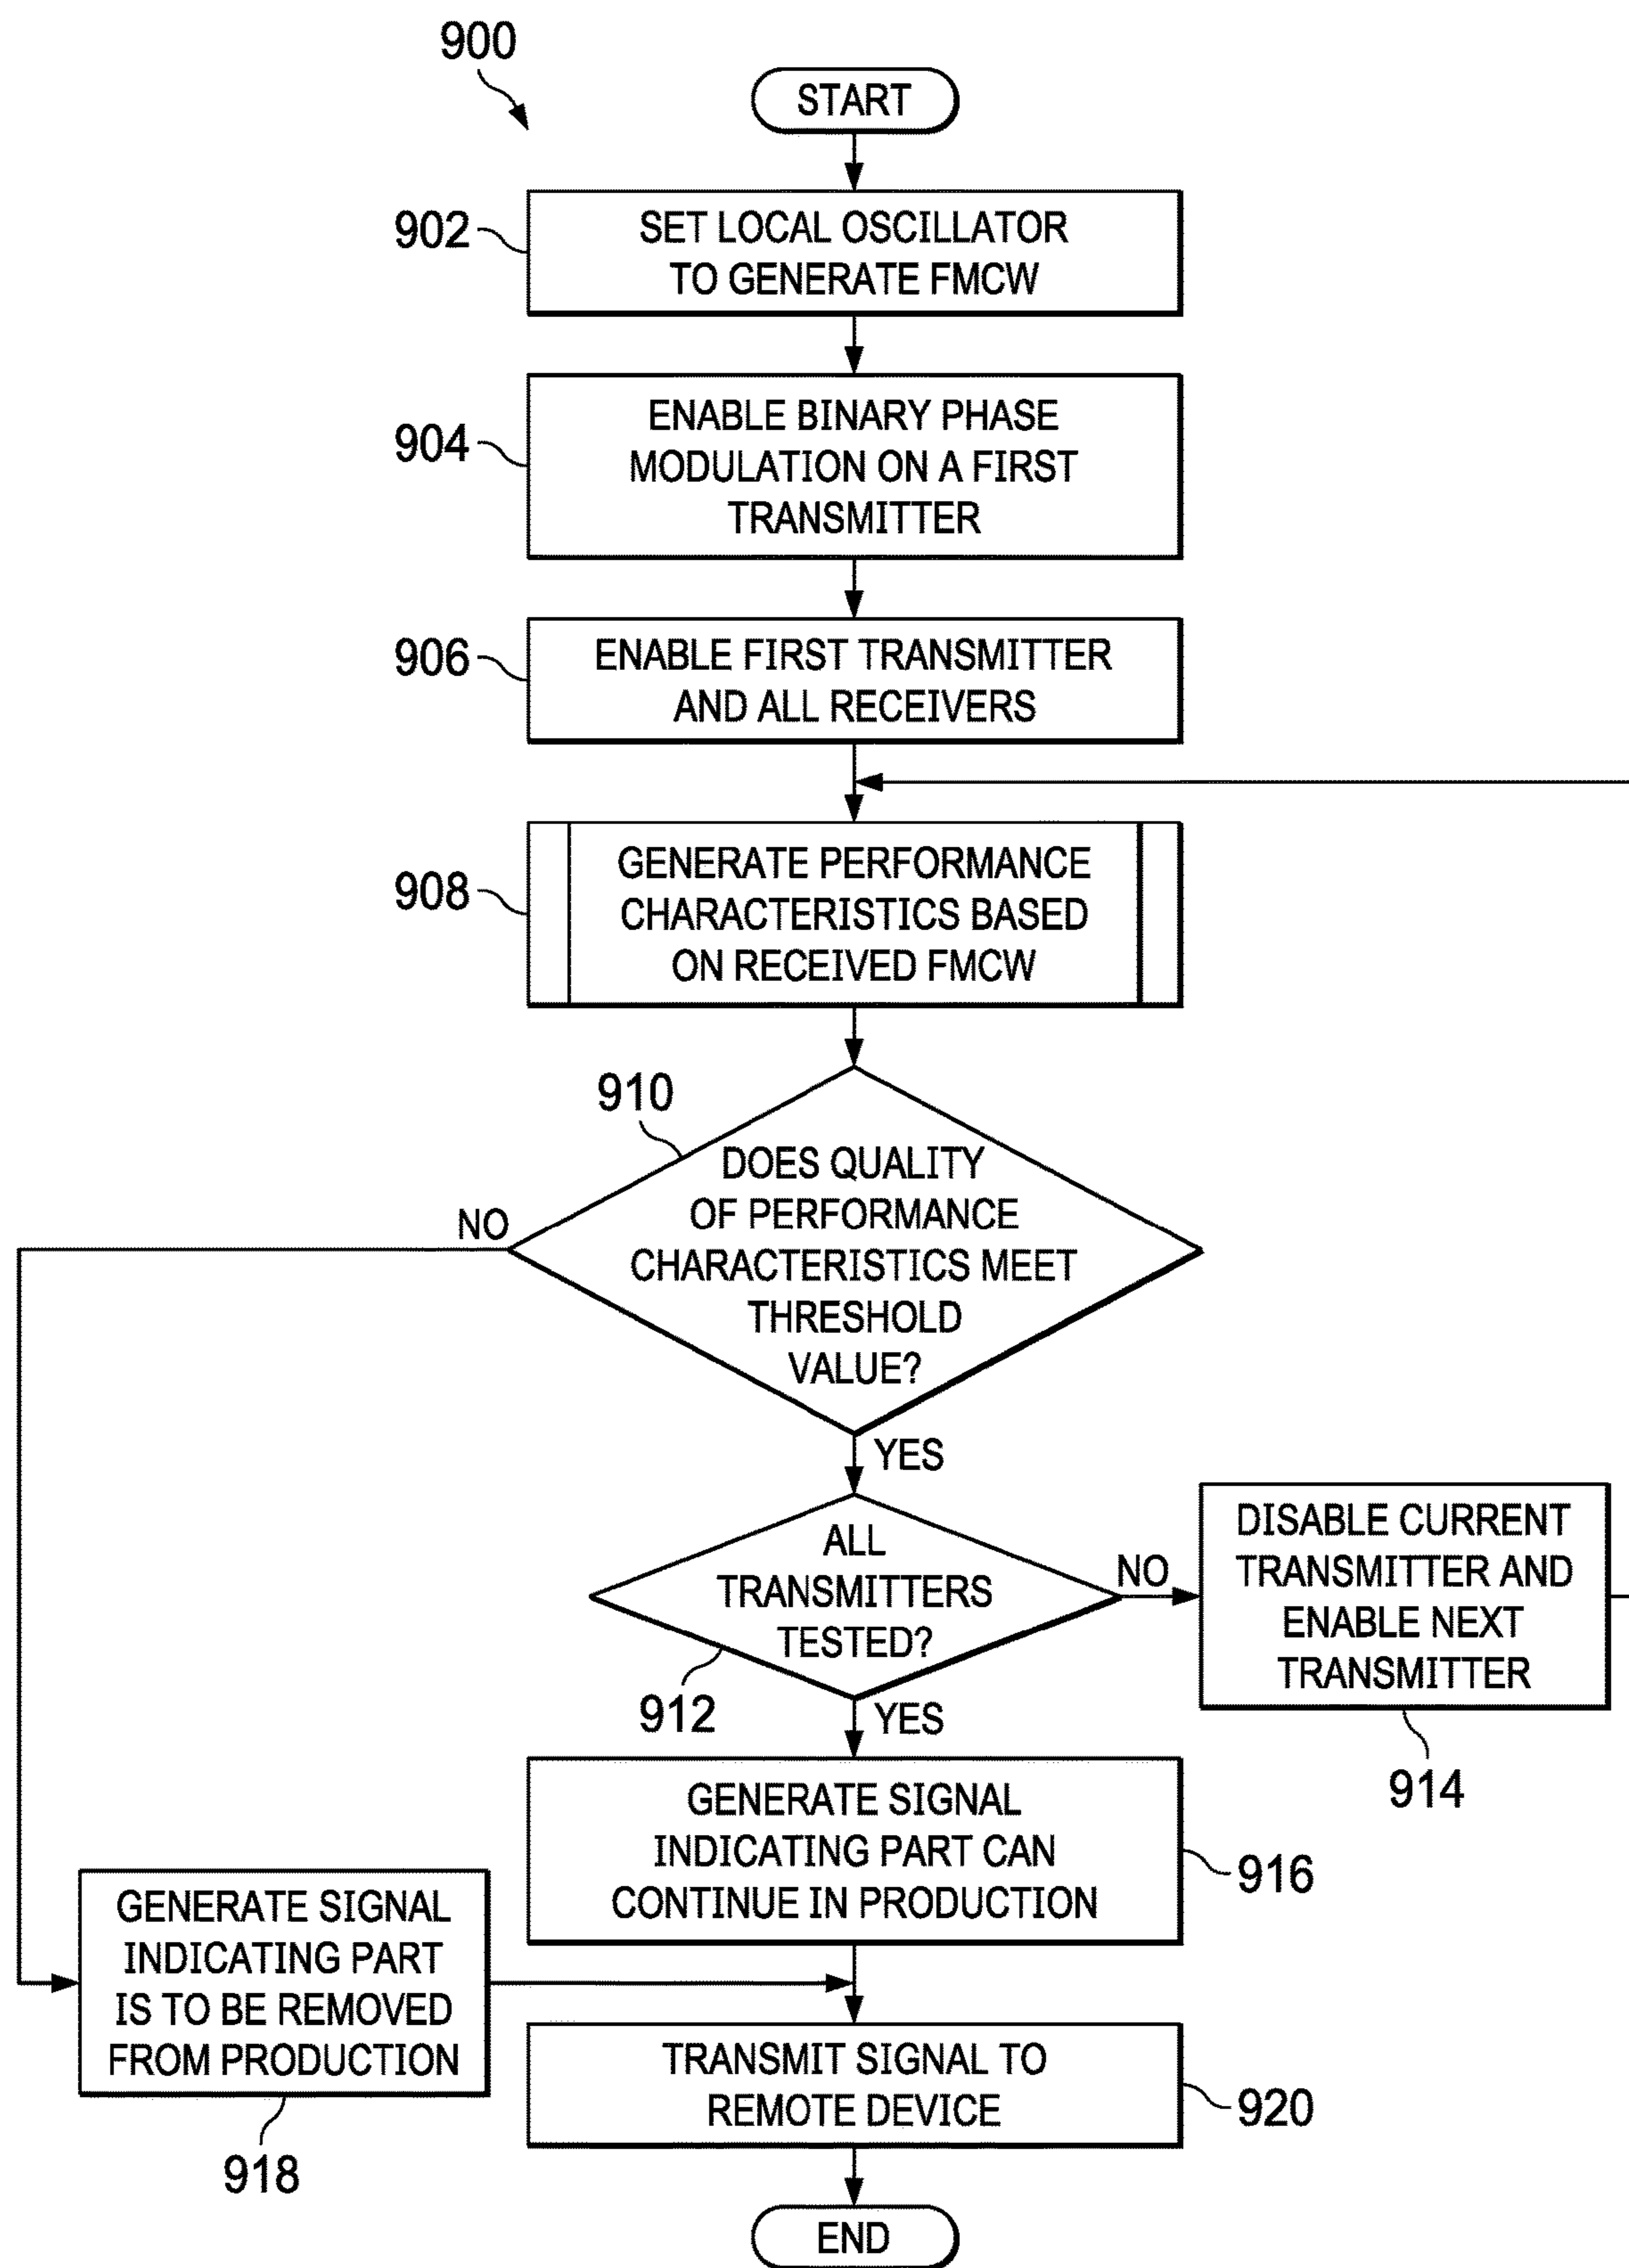 900
START
902
SET LOCAL OSCILLATOR
TO GENERATE FMCW
904
ENABLE BINARY PHASE
MODULATION ON A FIRST
TRANSMITTER
906
ENABLE FIRST TRANSMITTER
AND ALL RECEIVERS
908
GENERATE PERFORMANCE
CHARACTERISTICS BASED
ON RECEIVED FMCW
910
DOES QUALITY
OF PERFORMANCE
CHARACTERISTICS MEET
THRESHOLD
VALUE?
NO
YES
ALL
TRANSMITTERS
TESTED?
912
NO
DISABLE CURRENT
TRANSMITTER AND
ENABLE NEXT
TRANSMITTER
914
YES
GENERATE SIGNAL
INDICATING PART CAN
CONTINUE IN PRODUCTION
916
GENERATE SIGNAL
INDICATING PART
IS TO BE REMOVED
FROM PRODUCTION
918
TRANSMIT SIGNAL TO
REMOTE DEVICE
920
END